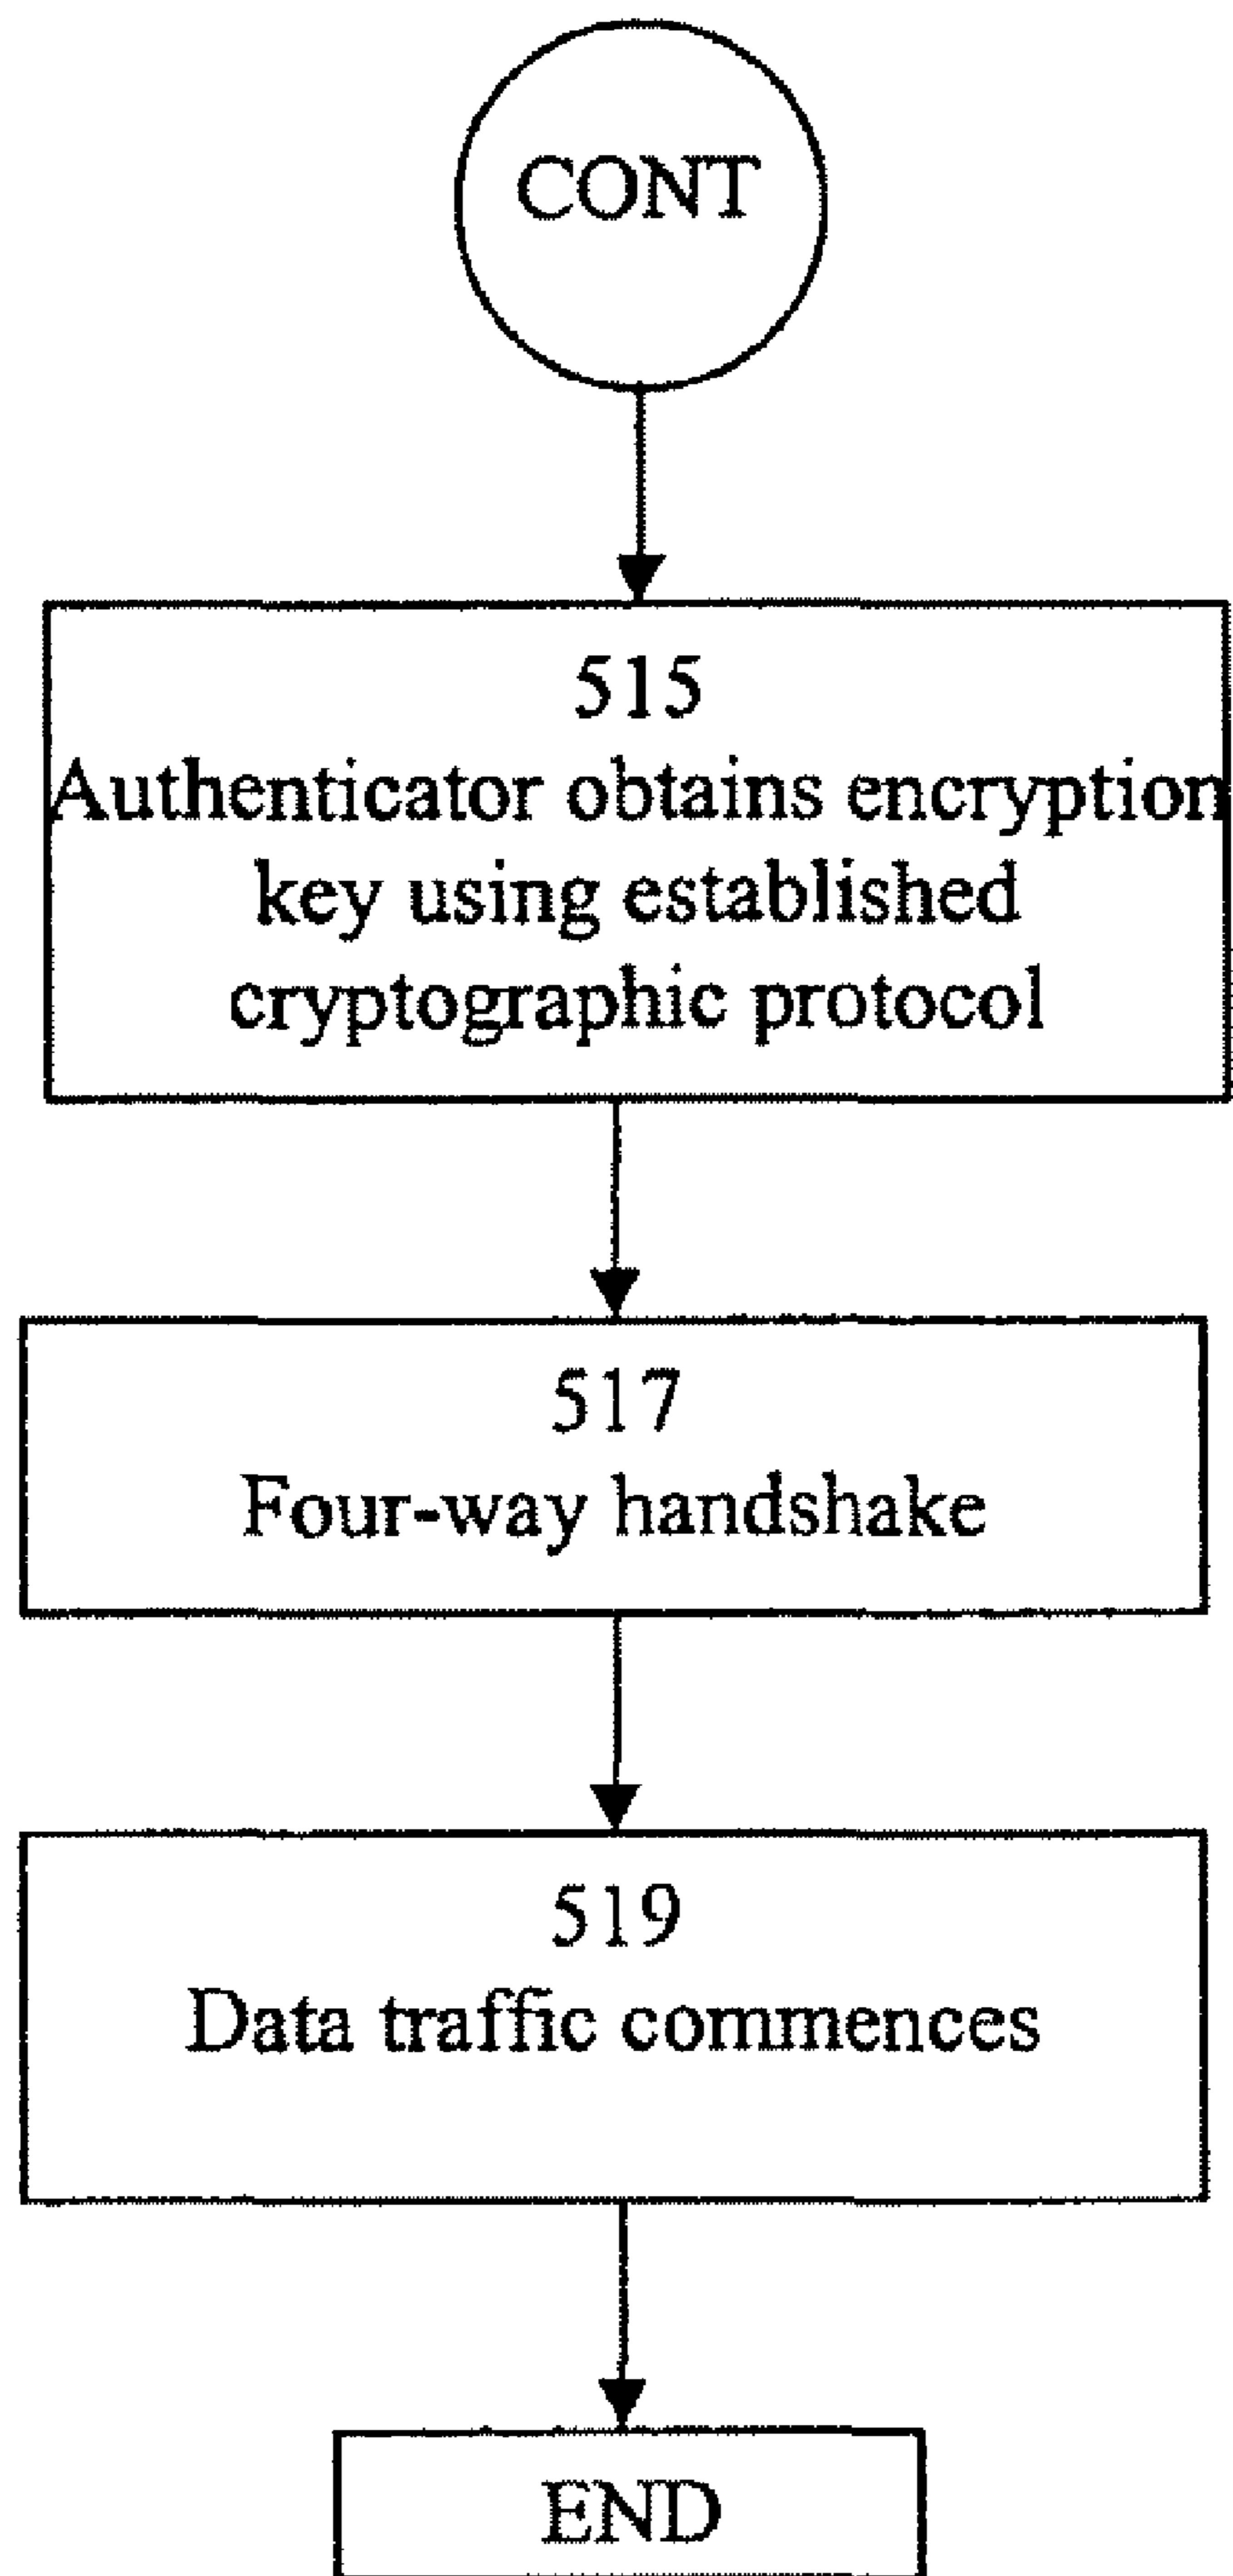 CONT
515
Authenticator obtains encryption
key using established
cryptographic protocol
517
Four-way handshake
519
Data traffic commences
END